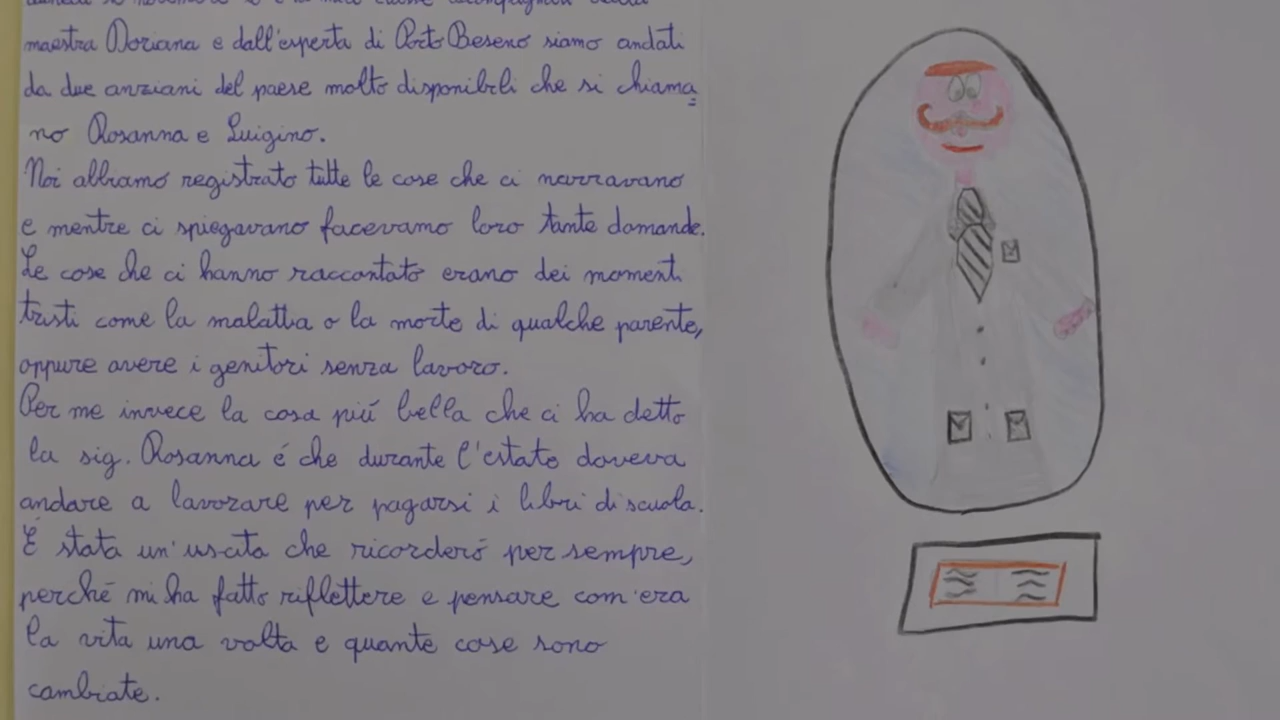 maestra Doriana e dall'esperta di Porto Beseno siamo andati
da due anziani del paese molto disponibili che si chiama=
no Rosanna e Luigino.
Noi abbiamo registrato tutte le cose che ci narravano
e mentre ci spiegavano facevamo loro tante domande.
Le cose che ci hanno raccontato erano dei momenti
tristi come la malattia o la morte di qualche parente,
oppure avere i genitori senza lavoro.
Per me invece la cosa piú bella che ci ha detto
la sig. Rosanna é che durante l'estate doveva
andare a lavorare per pagarsi i libri di scuola.
É stata un'uscita che ricorderó per sempre,
perché mi ha fatto riflettere e pensare com'era
la vita una volta e quante cose sono
cambiate.